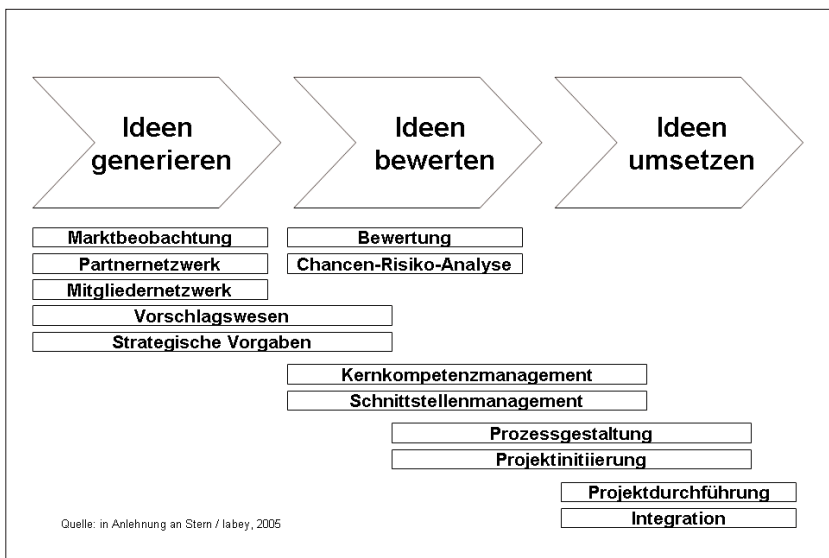 Ideen
generieren
Ideen
bewerten
Ideen
umsetzen
Marktbeobachtung
Bewertung
Partnernetzwerk
Chancen-Risiko-Analyse
Mitgliedernetzwerk
Vorschlagswesen
Strategische Vorgaben
Kernkompetenzmanagement
Schnittstellenmanagement
Prozessgestaltung
Projektinitiierung
Projektdurchführung
Integration
Quelle: in Anlehnung an Stern / Iabey, 2005